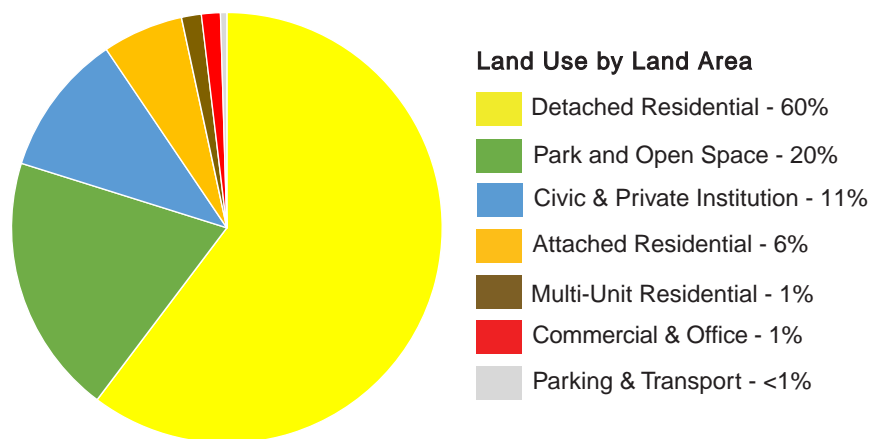 Land Use by Land Area
Detached Residential - 60%
Park and Open Space - 20%
Civic & Private Institution - 11%
Attached Residential - 6%
Multi-Unit Residential - 1%
Commercial & Office - 1%
Parking & Transport - <1%